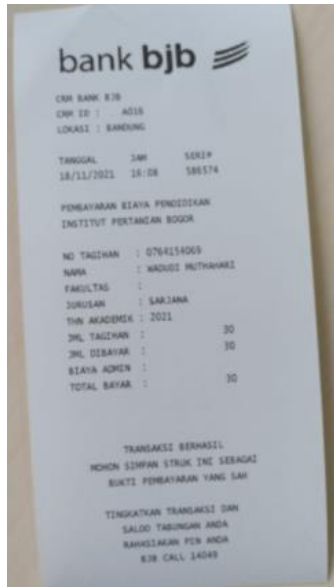 bank bjb
CRM BANK BJB
CRM ID : A016
LOKASI : BANDUNG
TANGGAL JAM SERI#
18/11/2021 16:08 586574
PEMBAYARAN BIAYA PENDIDIKAN
INSTITUT PERTANIAN BOGOR
NO TAGIHAN : 0764154069
NAMA : WADUDI MUTHAHARI
FAKULTAS :
JURUSAN : SARJANA
THN AKADEMIK : 2021
JML TAGIHAN : 30
JML DIBAYAR : 30
BIAYA ADMIN :
TOTAL BAYAR : 30
TRANSAKSI BERHASIL
MOHON SIMPAN STRUK INI SEBAGAI
BUKTI PEMBAYARAN YANG SAH
TINGKATKAN TRANSAKSI DAN
SALDO TABUNGAN ANDA
RAHASIAKAN PIN ANDA
BJB CALL 14049